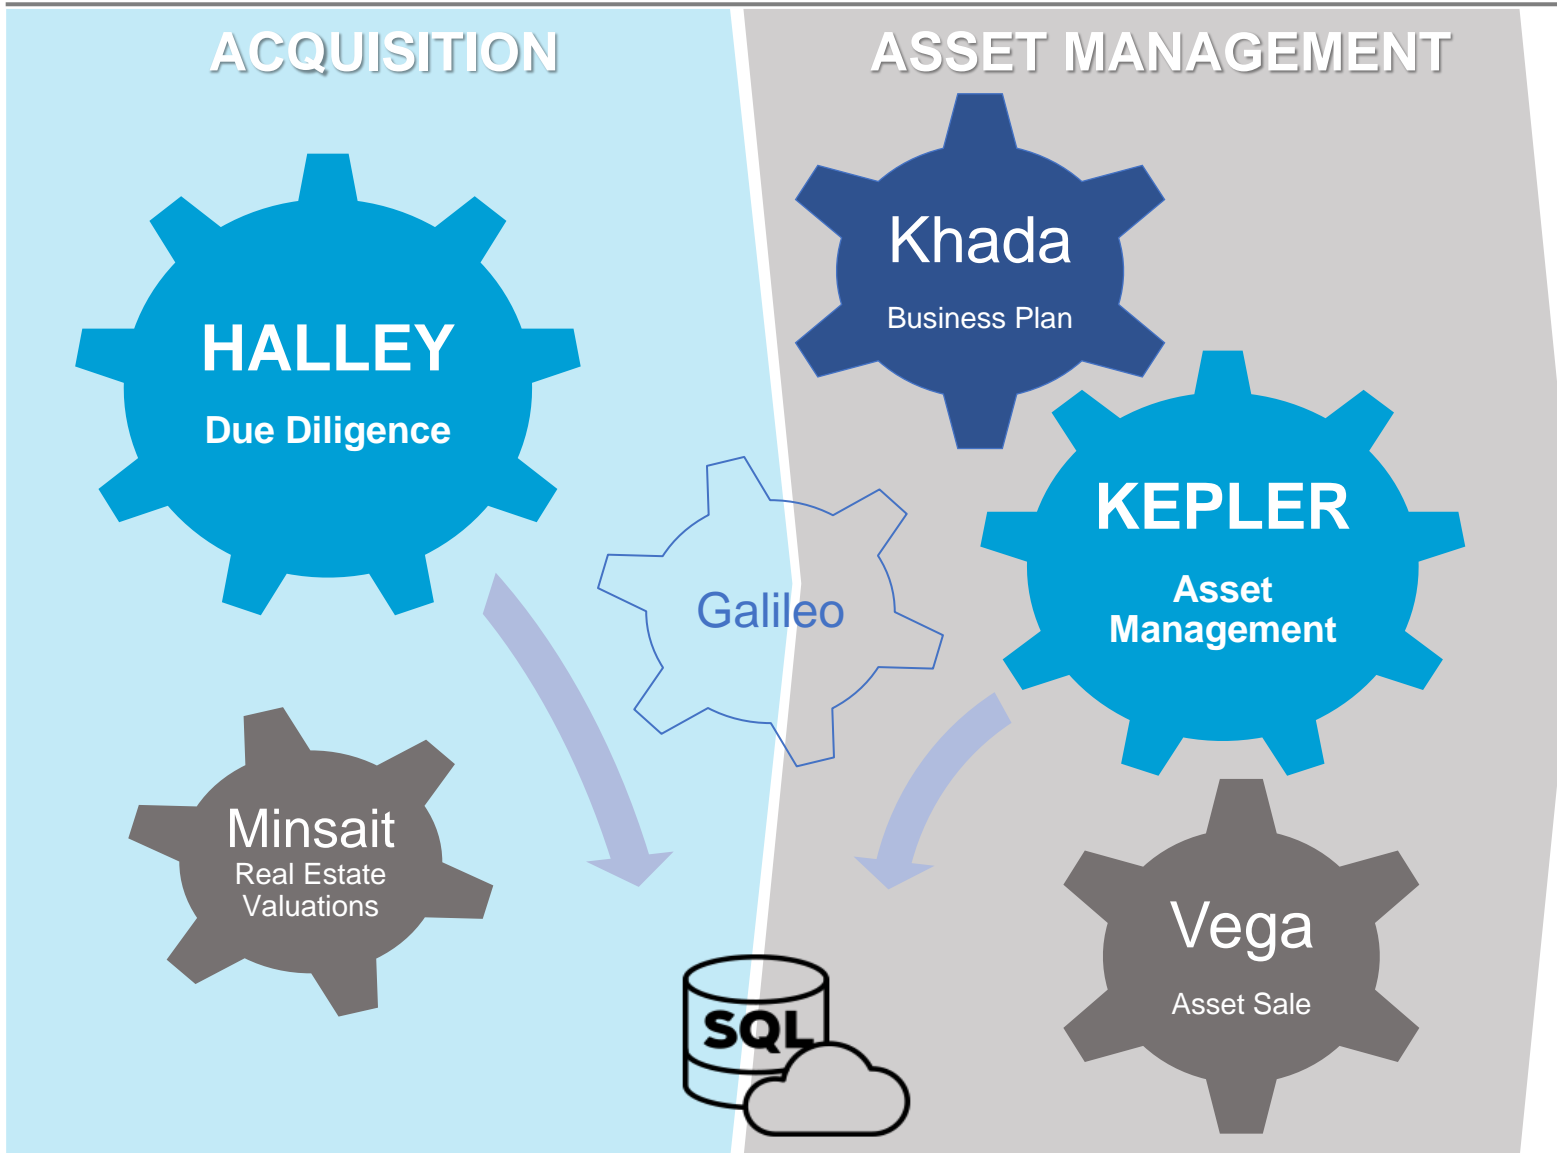 ACQUISITION
ASSET MANAGEMENT
HALLEY
Due Diligence
Khada
Business Plan
KEPLER
Asset
Management
Galileo
Minsait
Real Estate
Valuations
Vega
Asset Sale
SQL